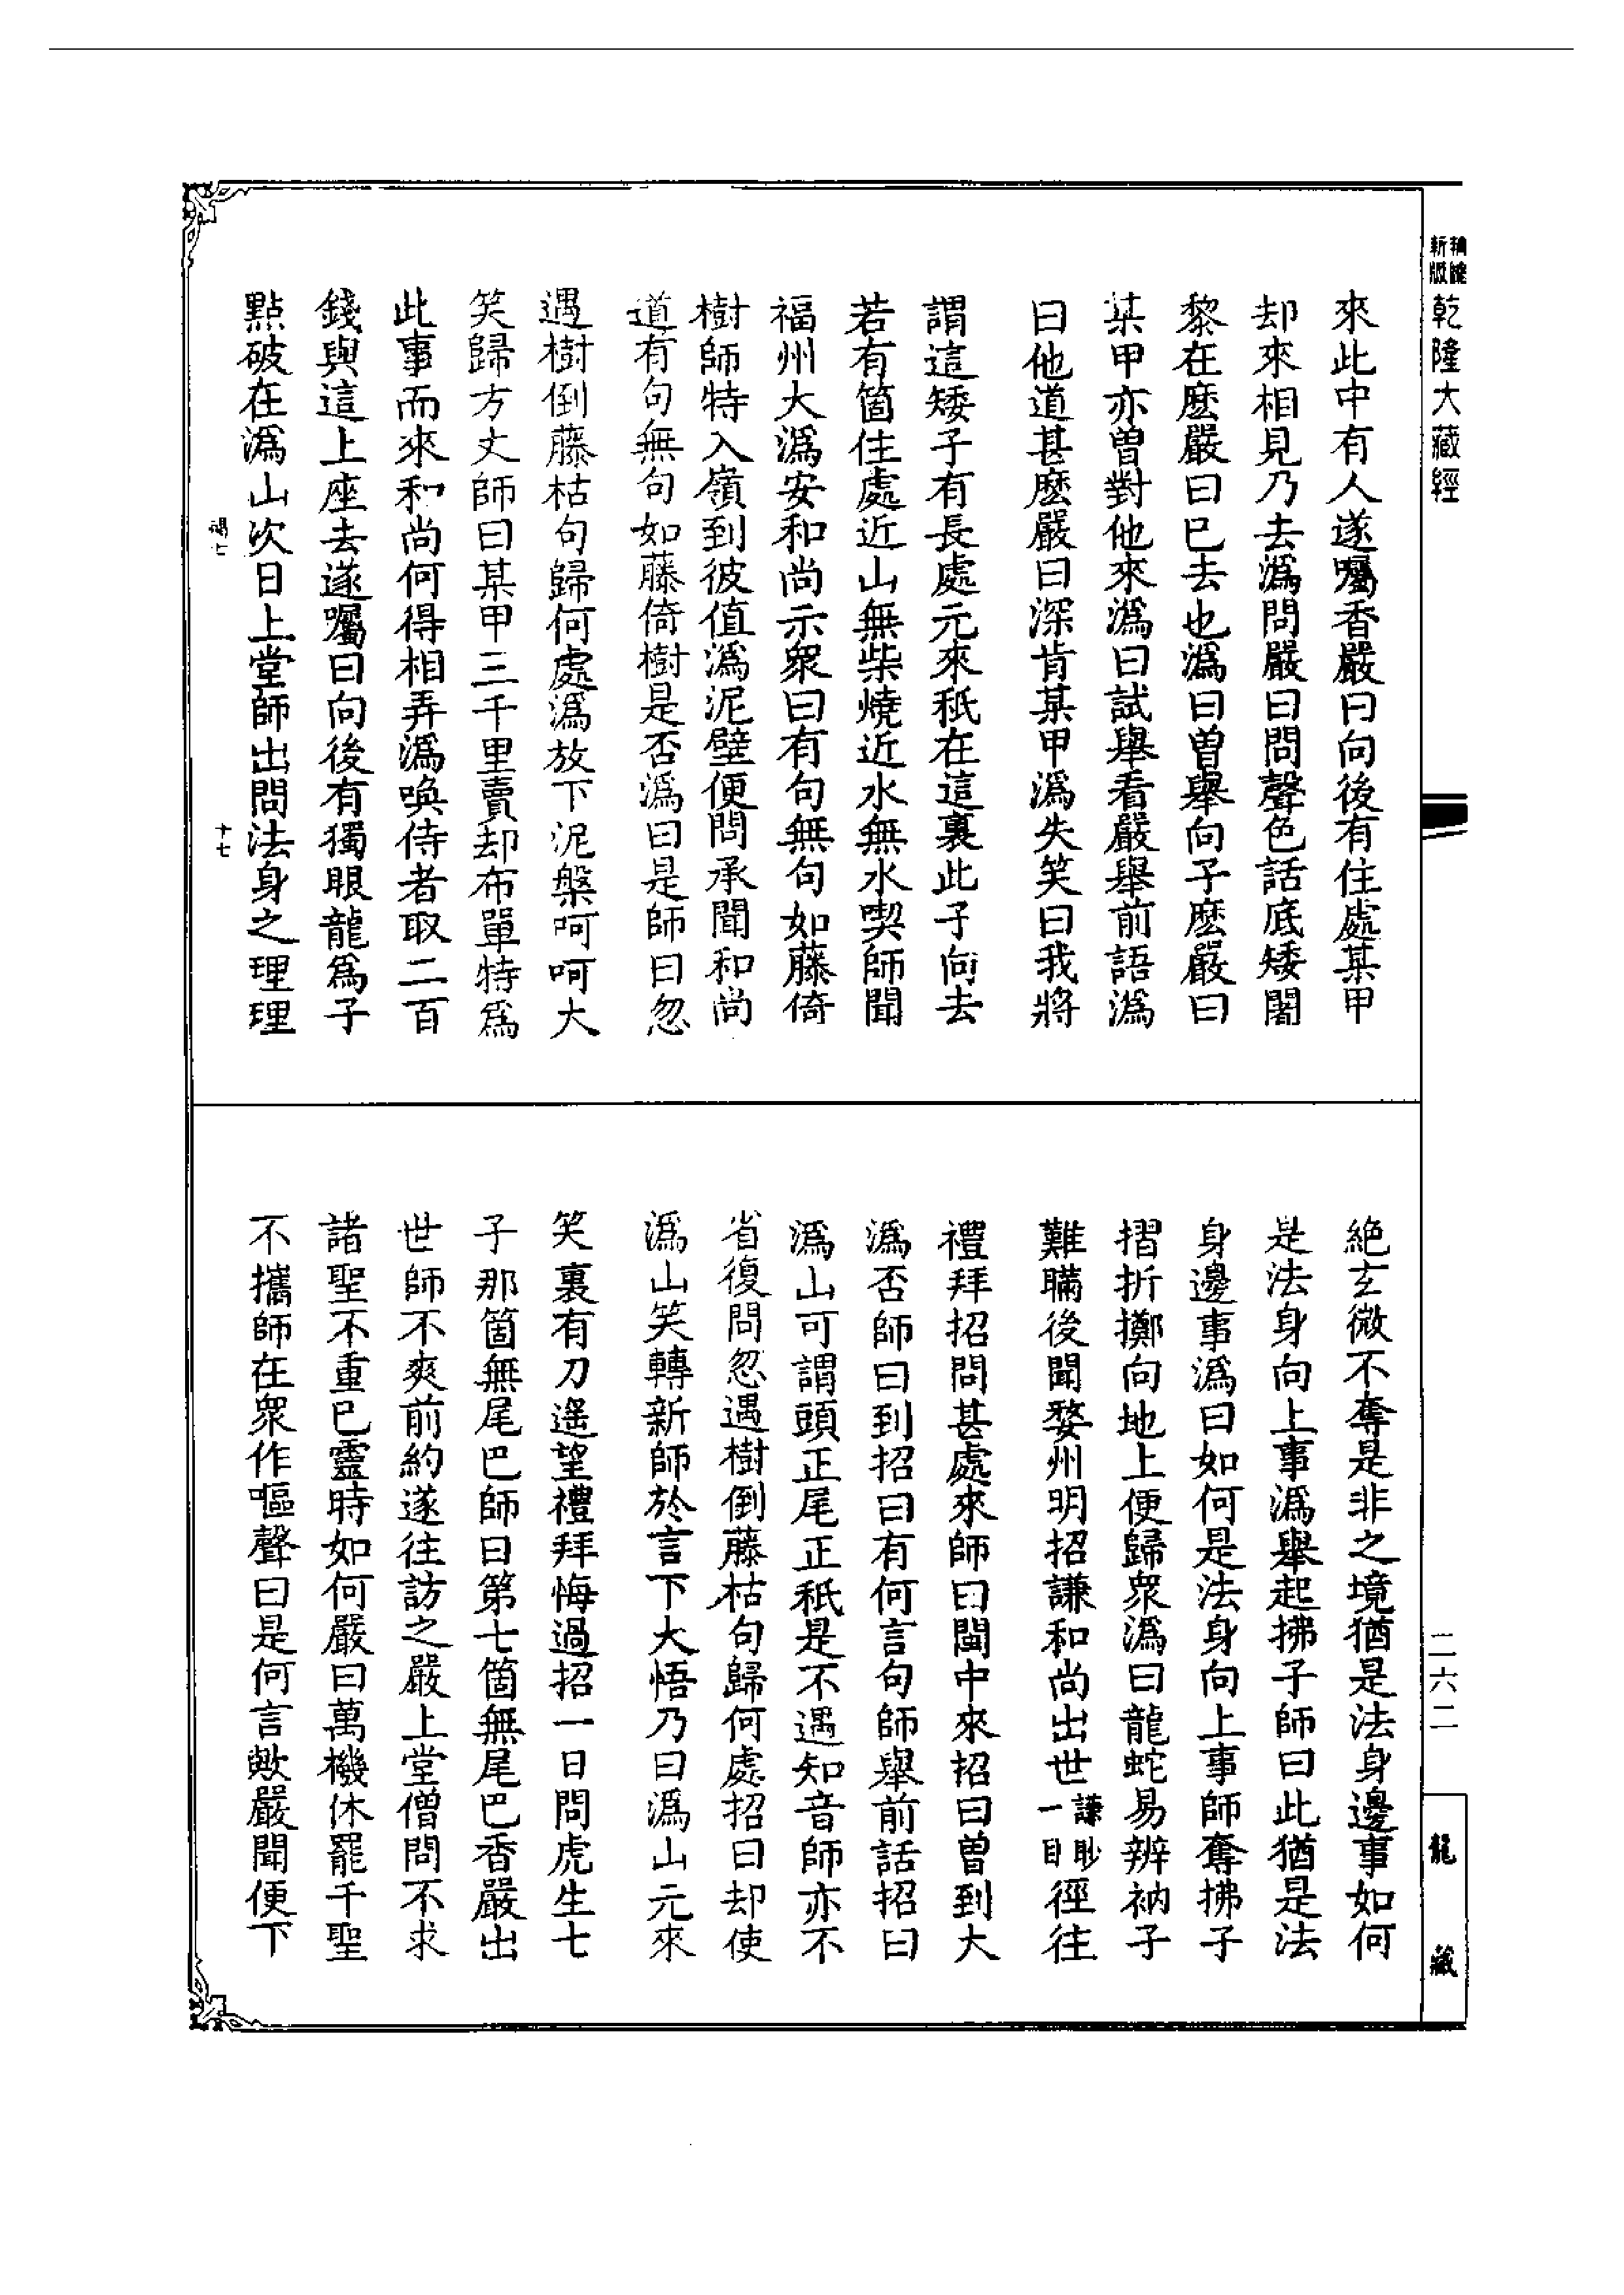 新版
乾隆大藏經
來此中有人遂囑香嚴曰向後有住處某甲
却來相見乃去溈問嚴曰問聲色話底矮闍
黎在麽嚴曰已去也溈曰曾舉向子麽嚴曰
某甲亦曾對他來溈曰試舉看嚴舉前語溈
曰他道甚麽嚴曰深肯某甲溈失笑曰我將
謂這矮子有長處元來秖在這裏此子向去
若有箇住處近山無柴燒近水無水喫師聞
福州大溈安和尚示衆曰有句無句如藤倚
樹師特入嶺到彼值溈泥壁便問承聞和尚
道有句無句如藤倚樹是否溈曰是師曰忽
遇樹倒藤枯句歸何處溈放下泥槃呵呵大
笑歸方丈師曰某甲三千里賣却布單特爲
此事而來和尚何得相弄溈喚侍者取二百
錢與這上座去遂囑曰向後有獨眼龍爲子
點破在溈山次日上堂師出問法身之理理
十七
絶玄微不奪是非之境猶是法身邊事如何
是法身向上事溈舉起拂子師曰此猶是法
身邊事溈曰如何是法身向上事師奪拂子
摺折擲向地上便歸衆溈曰龍蛇易辨衲子
難瞞後聞婺州明招謙和尚出世謙眇一目徑往
禮拜招問甚處來師曰閩中來招曰曾到大
溈否師曰到招曰有何言句師舉前話招曰
溈山可謂頭正尾正秖是不遇知音師亦不
省復問忽遇樹倒藤枯句歸何處招曰却使
溈山笑轉新師於言下大悟乃曰溈山元來
笑裏有刀遙望禮拜悔過招一日問虎生七
子那箇無尾巴師曰第七箇無尾巴香嚴出
世師不爽前約遂往訪之嚴上堂僧問不求
諸聖不重已靈時如何嚴曰萬機休罷千聖
不攜師在衆作嘔聲曰是何言歟嚴聞便下
二六二
龍藏